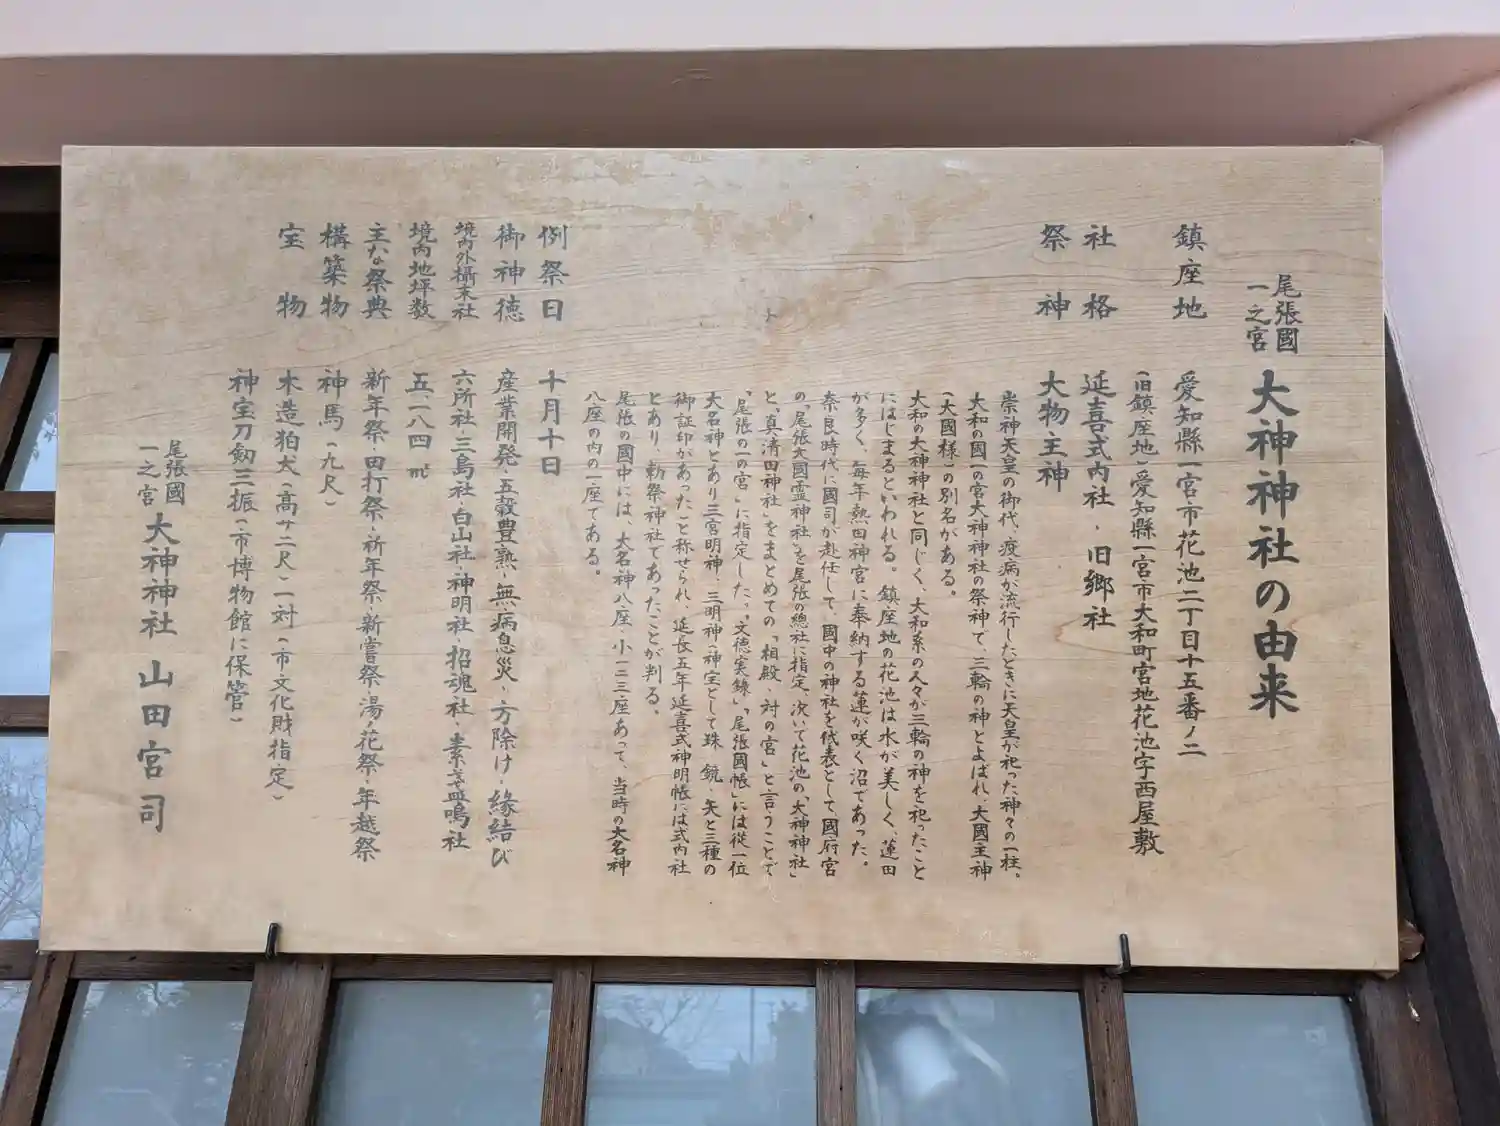 尾張國一之宮 大神神社の由来
鎮座地 愛知縣一宮市花池二丁目十五番ノ二
(旧鎮座地)愛知縣一宮市大和町宮地花池字西屋敷
社格 延喜式内社・旧郷社
祭神 大物主神
崇神天皇の御代、疫病が流行したときに天皇が祀った神々の一柱。
大和の國一の宮大神神社の祭神で、三輪の神とよばれ、大國主神
(大國様)の別名がある。
大和の大神神社と同じく、大和系の人々が三輪の神を祀ったこと
にはじまるといわれる。鎮座地の花池は水が美しく、蓮田
が多く、毎年熱田神宮に奉納する蓮が咲く沼であった。
奈良時代に國司が赴任して、國中の神社を代表として國府宮
の「尾張大國霊神社」を尾張の總社に指定、次いて花池の「大神神社」
と、「真清田神社」をまとめての「相殿、対の宮」と言うことで
「尾張の一の宮」に指定した。「文徳実録」「尾張國帳」には従一位
大名神とあり三宮明神、三明神(神宝として珠、鏡、矢と三種の
御証印があった)と称せられ、延長五年延喜式神明帳には式内社
とあり、勅祭神社であったことが判る。
尾張の國中には、大名神八座、小一二三座あって、当時の大名神
八座の内の一座である。
例祭日 十月十日
御神徳 産業開発・五穀豊熟・無病息災・方除け・縁結び
境内外攝末社 六所社・三島社 白山社 神明社 招魂社 素戔嗚社
境内地坪数 五、一八四㎡
主な祭典 新年祭・田打祭・祈年祭・新嘗祭・湯の花祭・年越祭
構築物 神馬(九尺)
宝物 木造狛犬(高サ二尺)一対(市・文化財指定)
神宝刀劔三振(市博物館に保管)
尾張國一之宮 大神神社 山田宮司